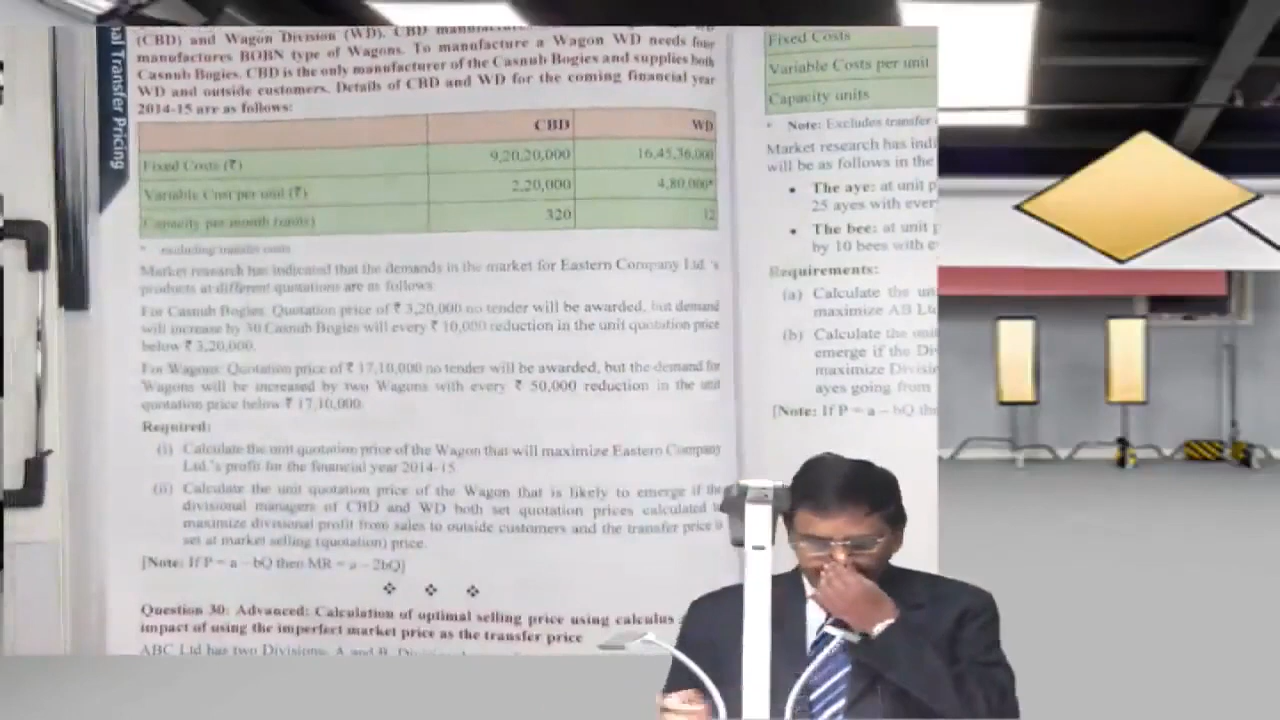 nal Transfer Pricing
(CBD) and Wagon Division (WD). CBD
manufactures BOBN type of Wagons. To manufacture a Wagon WD needs four
Casnub Bogies. CBD is the only manufacturer of the Casnub Bogies and supplies both
WD and outside customers. Details of CBD and WD for the coming financial year
2014-15 are as follows:
CBD WD
Fixed Costs (₹) 9,20,20,000 16,45,36,000
Variable Cost per unit (₹) 2,20,000 4,80,000*
Capacity per month (units) 320 12
* excluding transfer costs
Market research has indicated that the demands in the market for Eastern Company Ltd.'s
products at different quotations are as follows
For Casnub Bogies, Quotation price of ₹ 3,20,000 no tender will be awarded, but demand
will increase by 30 Casnub Bogies will every ₹ 10,000 reduction in the unit quotation price
below ₹ 3,20,000.
For Wagons Quotation price of ₹ 17,10,000 no tender will be awarded, but the demand for
Wagons will be increased by two Wagons with every ₹ 50,000 reduction in the unit
quotation price below ₹ 17,10,000.
Required:
(i) Calculate the unit quotation price of the Wagon that will maximize Eastern Company
Ltd.'s profit for the financial year 2014-15
(ii) Calculate the unit quotation price of the Wagon that is likely to emerge if the
divisional managers of CBD and WD both set quotation prices calculated to
maximize divisional profit from sales to outside customers and the transfer price is
set at market selling (quotation) price.
[Note: If P = a – bQ then MR = a – 2bQ]
Question 30: Advanced: Calculation of optimal selling price using calculus
impact of using the imperfect market price as the transfer price
ABC Ltd has two Divisions, A and B.
Fixed Costs
Variable Costs per unit
Capacity units
* Note: Excludes transfer
Market research has indi
will be as follows in the
• The aye: at unit p
25 ayes with ever
• The bee: at unit p
by 10 bees with e
Requirements:
(a) Calculate the un
maximize AB Ltd
(b) Calculate the unit
emerge if the Div
maximize Divisio
ayes going from
[Note: If P = a – bQ the